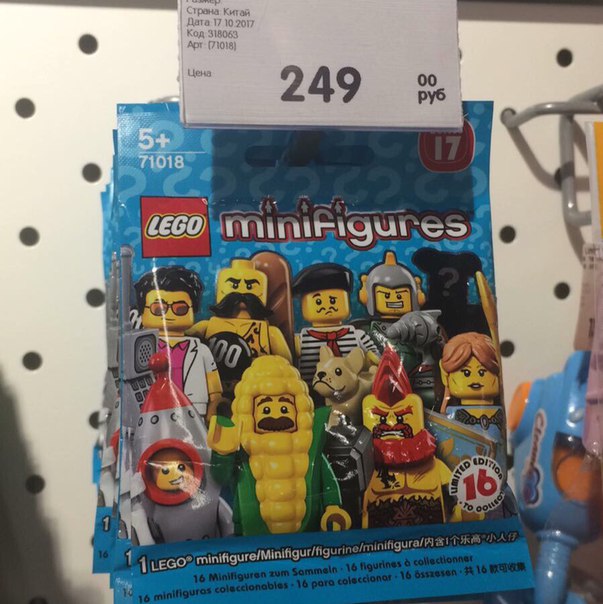 Размер
Страна: Китай
Дата: 17.10.2017
Код: 318063
Арт: (71018)
Цена
249
00
руб
5+
71018
17
LEGO minifigures
100
LIMITED EDITION
16
TO COLLECT
1 LEGO® minifigure/Minifigur/figurine/minifigura/内含1个乐高®小人仔
16 Minifiguren zum Sammeln · 16 figurines à collectionner
16 minifiguras coleccionables · 16 para coleccionar · 16 összesen · 共16款可收集